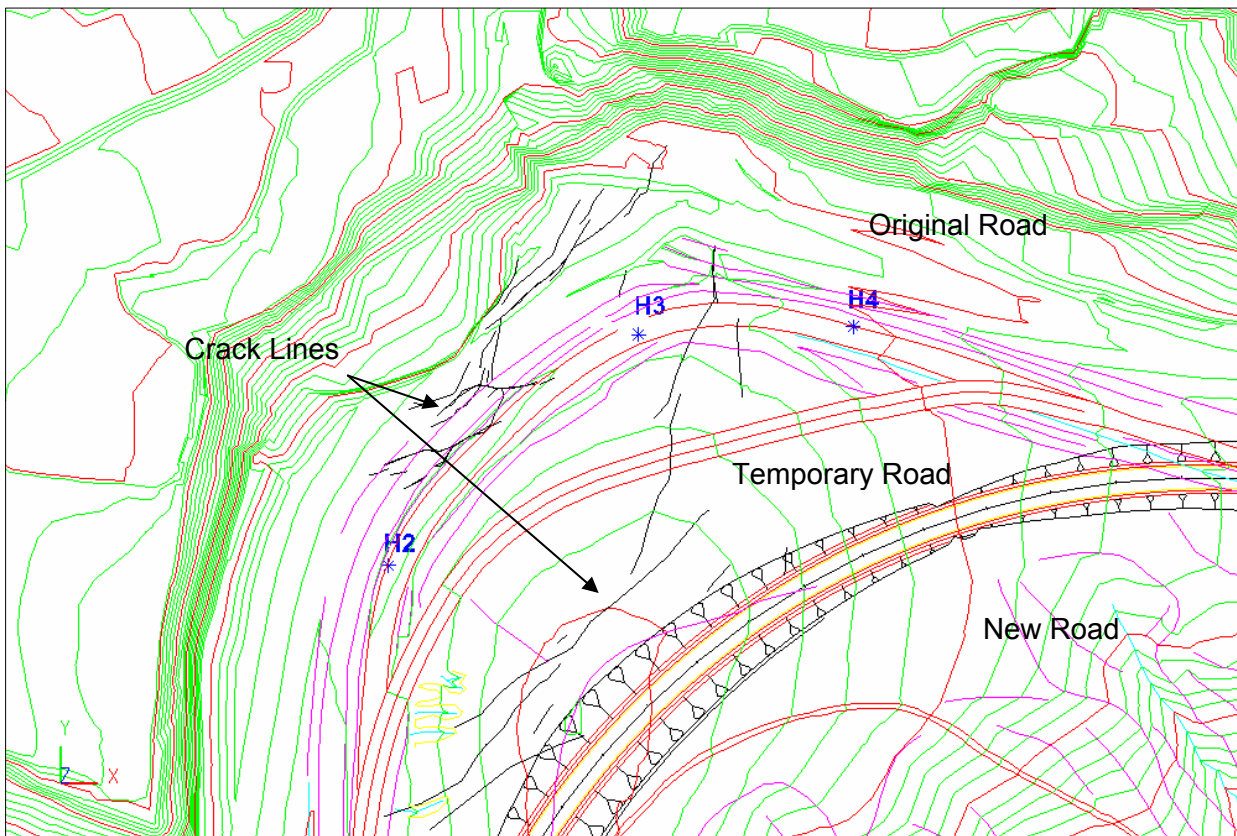 Original Road
H3
H4
Crack Lines
Temporary Road
H2
New Road
Y
Z
X